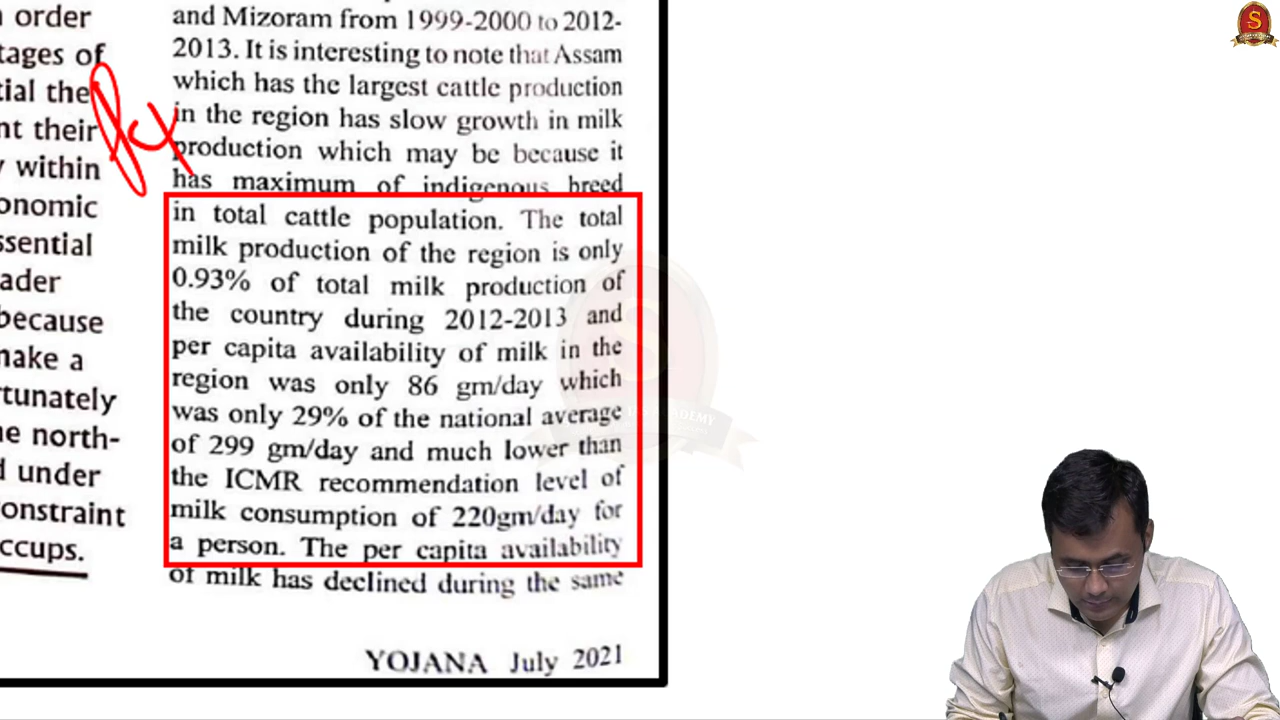 order
tages of
tial the
nt their
within
onomic
ssential
ader
because
make a
rtunately
ne north-
under
onstraint
ccups.
and Mizoram from 1999-2000 to 2012-
2013. It is interesting to note that Assam
which has the largest cattle production
in the region has slow growth in milk
production which may be because it
has maximum of indigenous breed
in total cattle population. The total
milk production of the region is only
0.93% of total milk production of
the country during 2012-2013 and
per capita availability of milk in the
region was only 86 gm/day which
was only 29% of the national average
of 299 gm/day and much lower than
the ICMR recommendation level of
milk consumption of 220gm/day for
a person. The per capita availability
of milk has declined during the same
YOJANA July 2021
S